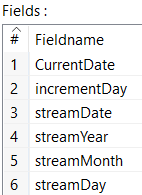 Fields :
# Fieldname
1 CurrentDate
2 incrementDay
3 streamDate
4 streamYear
5 streamMonth
6 streamDay